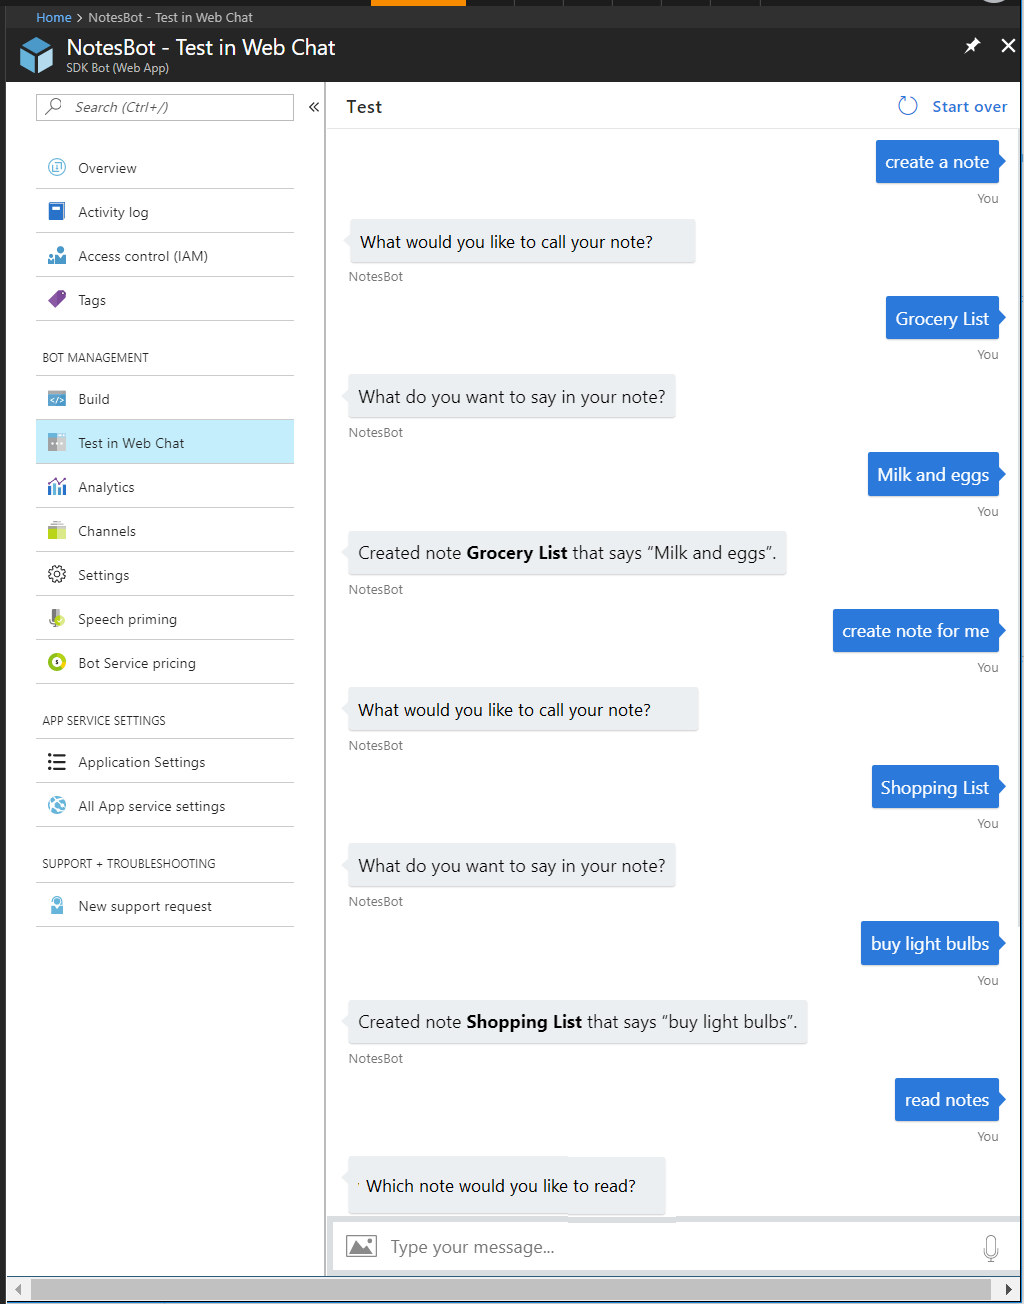 Home > NotesBot - Test in Web Chat
NotesBot - Test in Web Chat
SDK Bot (Web App)
Search (Ctrl+/)
«
Overview
Activity log
Access control (IAM)
Tags
BOT MANAGEMENT
Build
Test in Web Chat
Analytics
Channels
Settings
Speech priming
Bot Service pricing
APP SERVICE SETTINGS
Application Settings
All App service settings
SUPPORT + TROUBLESHOOTING
New support request
Test
Start over
create a note
You
What would you like to call your note?
NotesBot
Grocery List
You
What do you want to say in your note?
NotesBot
Milk and eggs
You
Created note Grocery List that says “Milk and eggs”.
NotesBot
create note for me
You
What would you like to call your note?
NotesBot
Shopping List
You
What do you want to say in your note?
NotesBot
buy light bulbs
You
Created note Shopping List that says “buy light bulbs”.
NotesBot
read notes
You
Which note would you like to read?
Type your message...